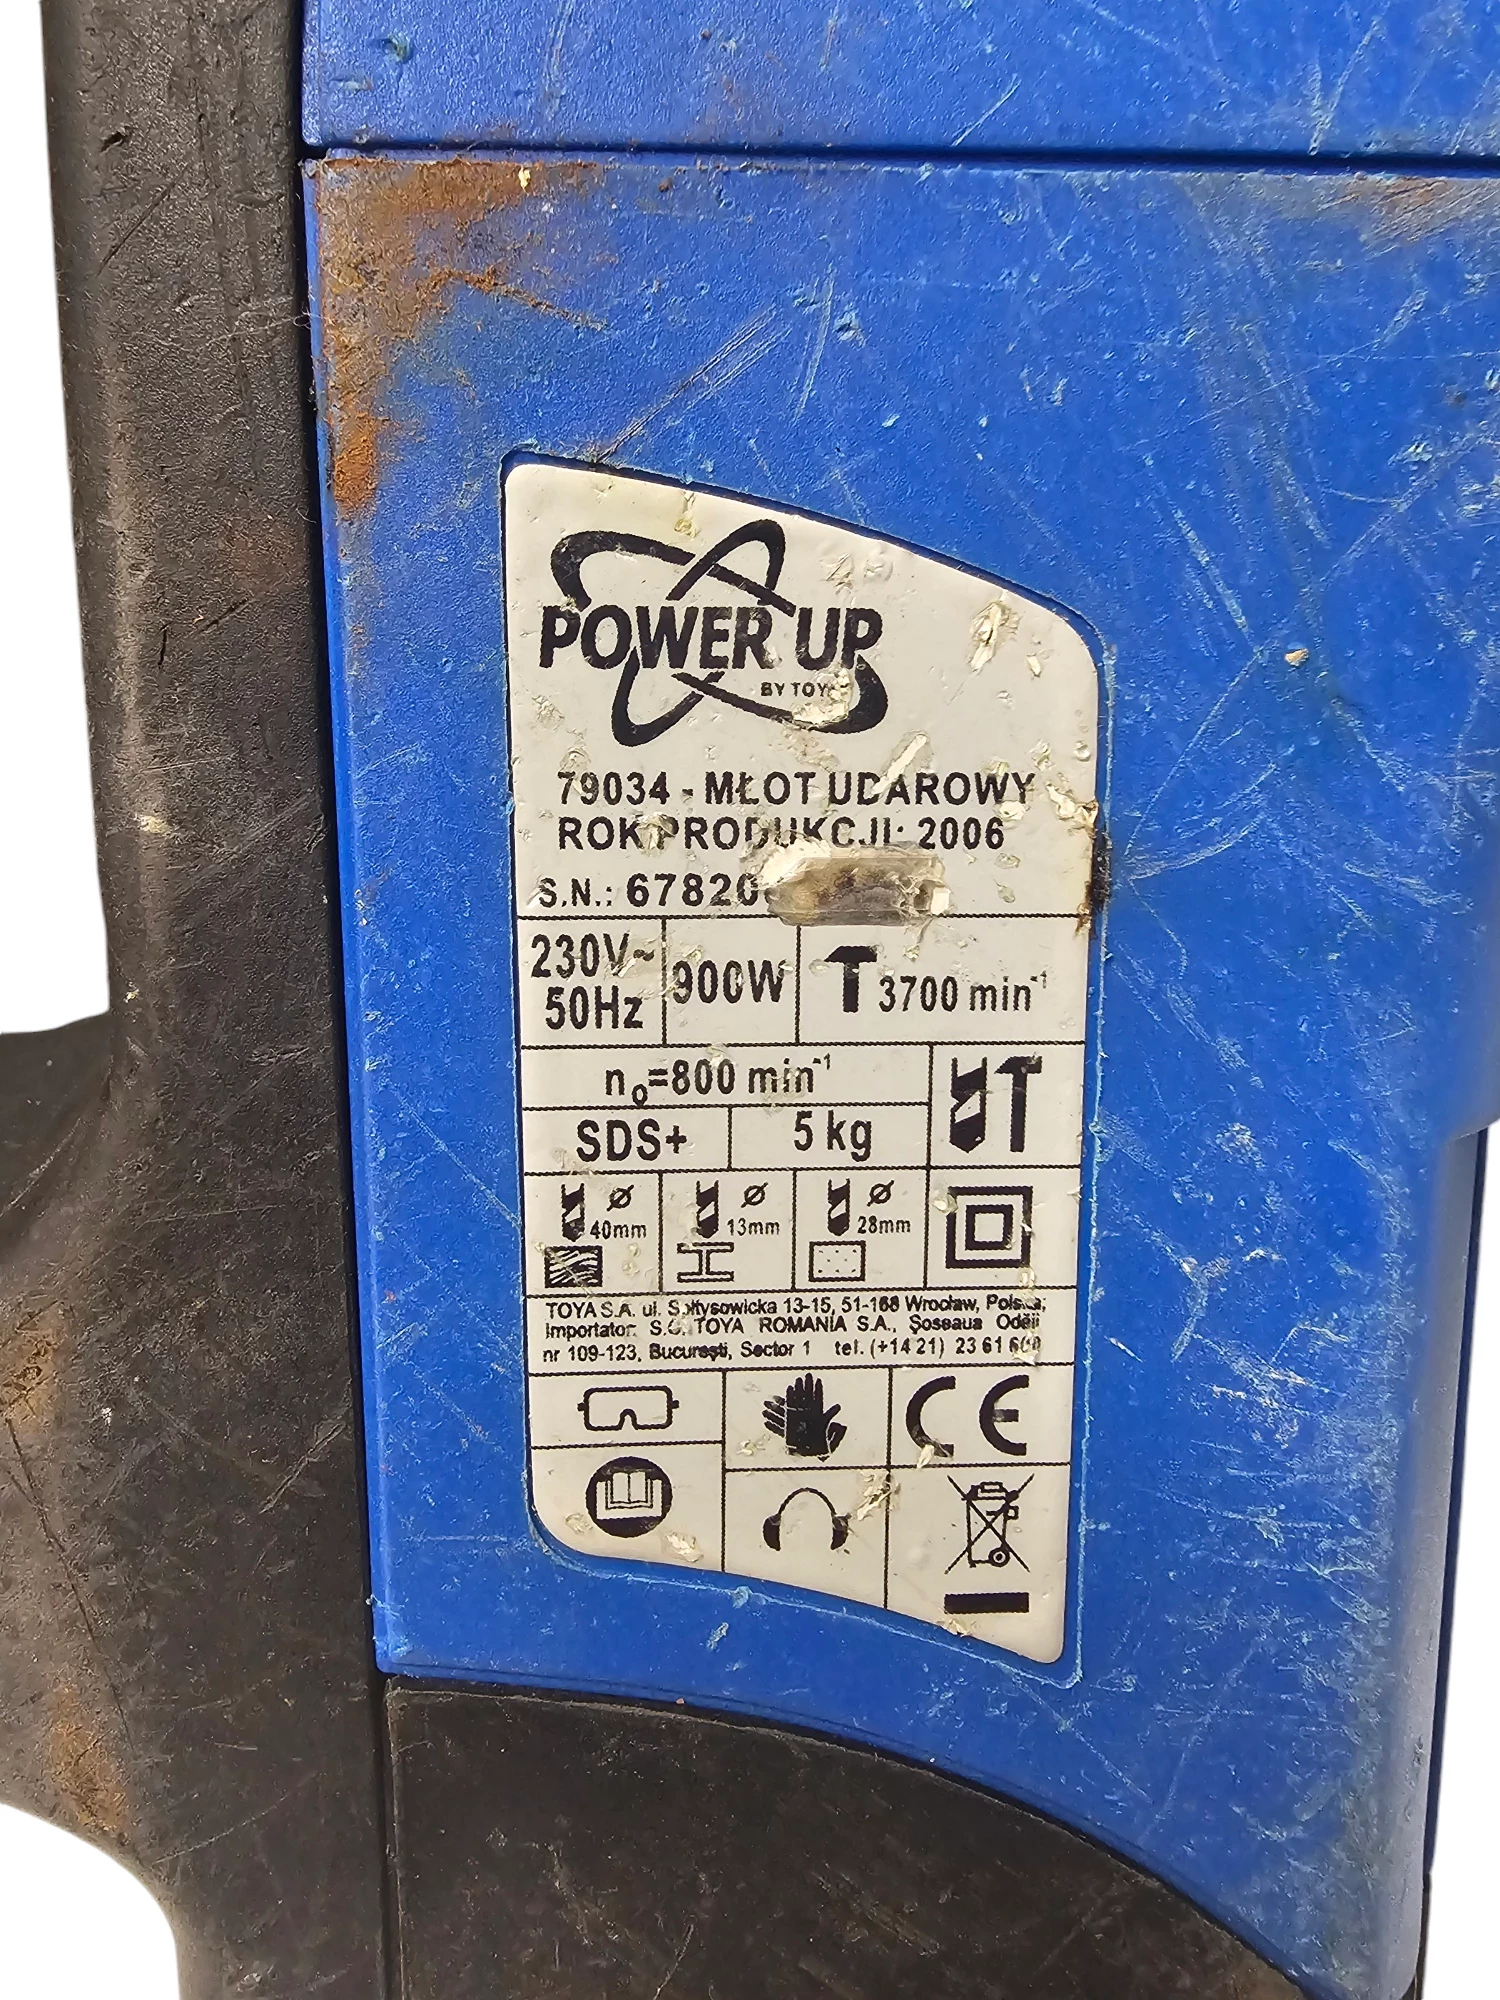 POWER UP
BY TOYA
79034 - MŁOT UDAROWY
ROK PRODUKCJI: 2006
S.N.: 67820
230V~
50Hz
900W
3700 min-1
n0=800 min-1
SDS+
5 kg
Ø 40mm
Ø 13mm
Ø 28mm
TOYA S.A. ul. Sołtysowicka 13-15, 51-168 Wrocław, Polska;
Importator: S.C. TOYA ROMANIA S.A., Şoseaua Odăii
nr 109-123, Bucureşti, Sector 1 tel. (+1421) 23 61 600
CE